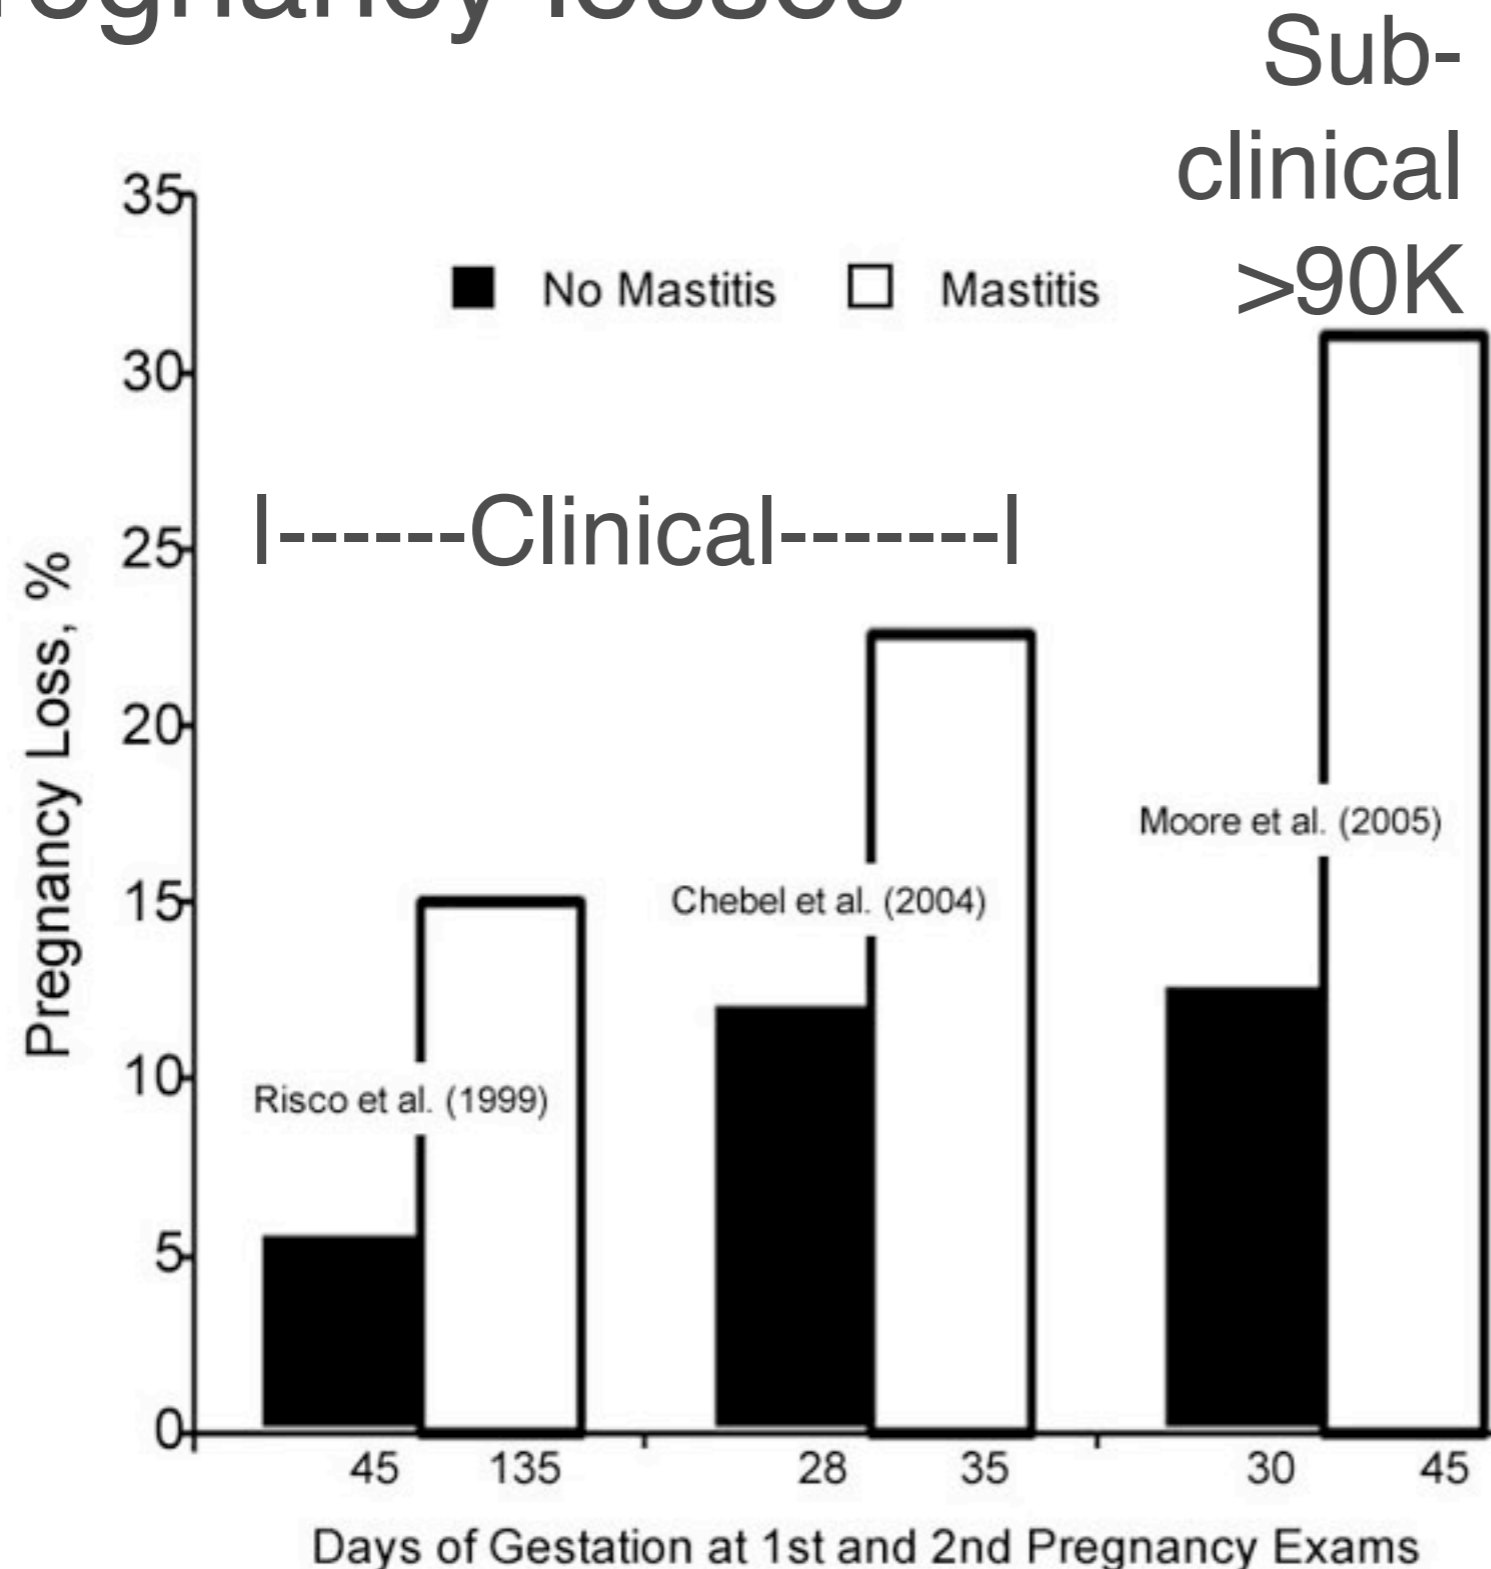 egnancy losses
Sub-
clinical
>90K
35
No Mastitis Mastitis
30
|------Clinical-------|
25
20
Moore et al. (2005)
Chebel et al. (2004)
15
10
Risco et al. (1999)
5
0
Pregnancy Loss, %
45 135 28 35 30 45
Days of Gestation at 1st and 2nd Pregnancy Exams